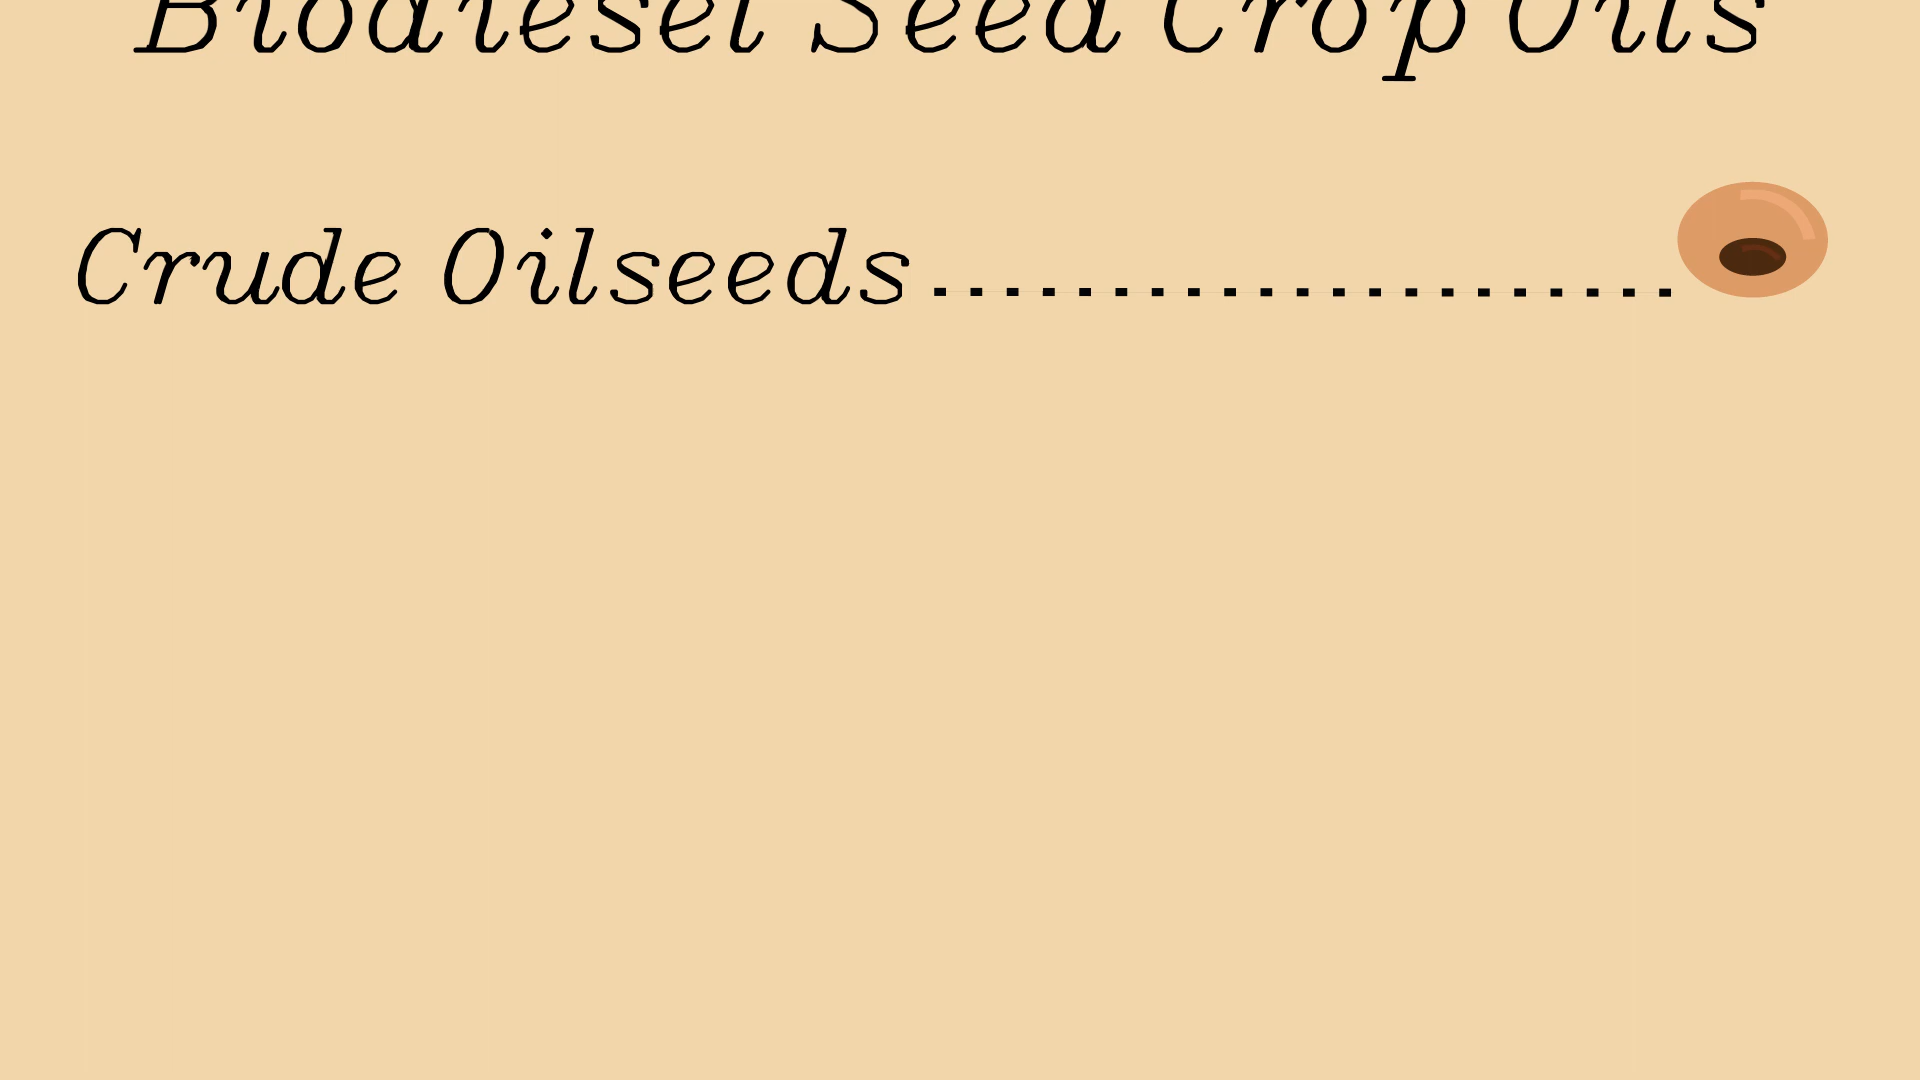 Biodiesel Seed Crop Oils
Crude Oilseeds .....................